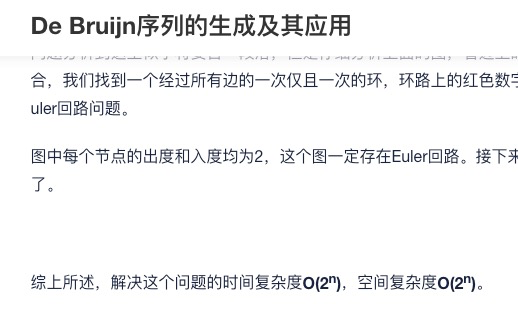 De Bruijn序列的生成及其应用
合，我们找到一个经过所有边的一次仅且一次的环，环路上的红色数字
uler回路问题。
图中每个节点的出度和入度均为2，这个图一定存在Euler回路。接下来
了。
综上所述，解决这个问题的时间复杂度O(2ⁿ)，空间复杂度O(2ⁿ)。